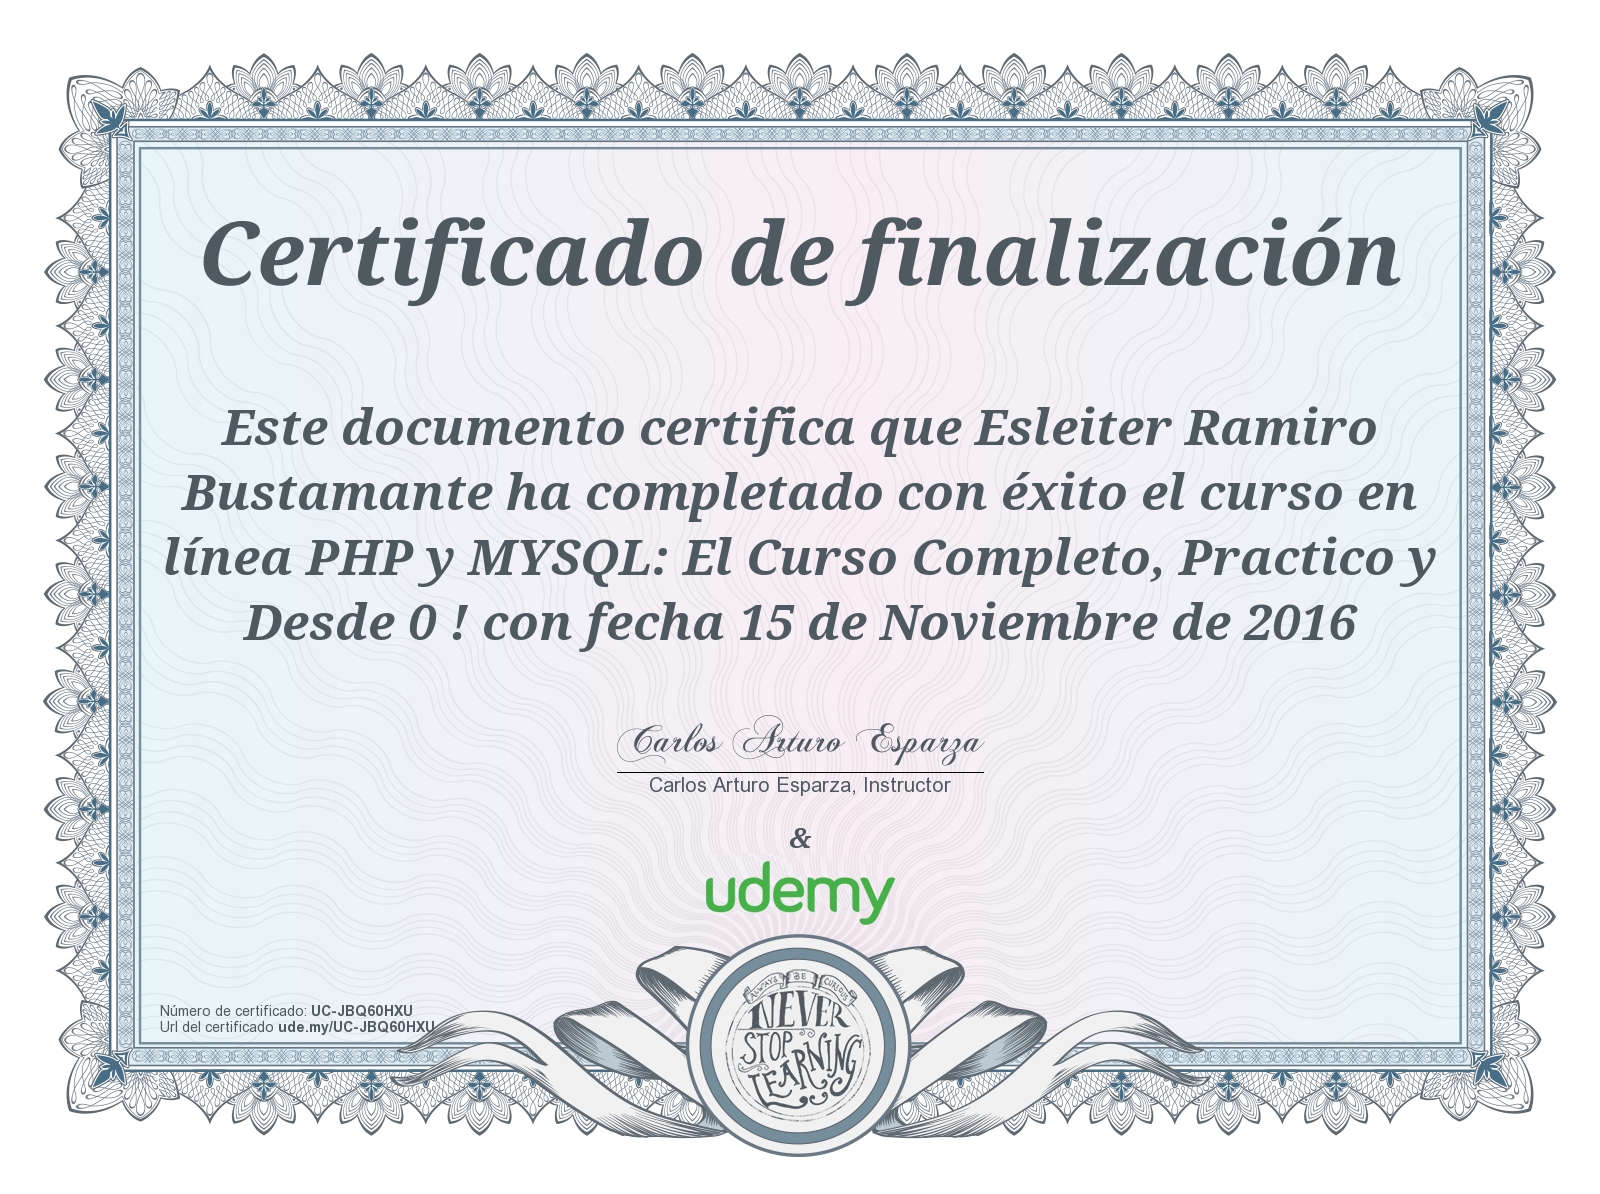 Certificado de finalización
Este documento certifica que Esleiter Ramiro
Bustamante ha completado con éxito el curso en
línea PHP y MYSQL: El Curso Completo, Practico y
Desde 0 ! con fecha 15 de Noviembre de 2016
Carlos Arturo Esparza
Carlos Arturo Esparza, Instructor
&
udemy
Número de certificado: UC-JBQ60HXU
Url del certificado ude.my/UC-JBQ60HXU
ALWAYS BE CURIOUS
NEVER
STOP
LEARNING